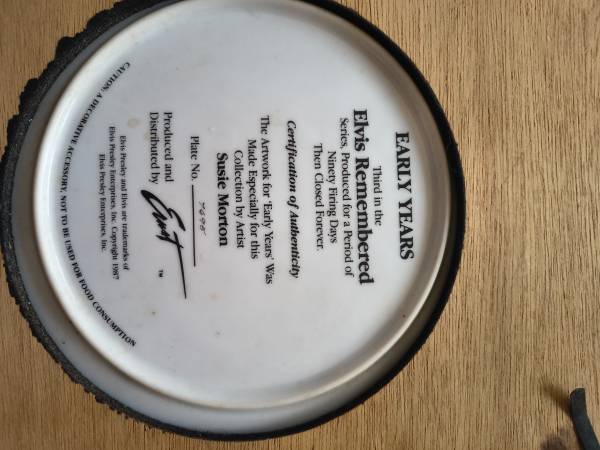 EARLY YEARS
Third in the
Elvis Remembered
Series, Produced for a Period of
Ninety Firing Days
Then Closed Forever.
Certification of Authenticity
The Artwork for 'Early Years' Was
Made Especially for this
Collection by Artist
Susie Morton
Plate No.
Produced and
Distributed by Ernst ™
Elvis Presley and Elvis are trademarks of
Elvis Presley Enterprises, Inc. Copyright 1987
Elvis Presley Enterprises, Inc.
CAUTION: A DECORATIVE ACCESSORY, NOT TO BE USED FOR FOOD CONSUMPTION